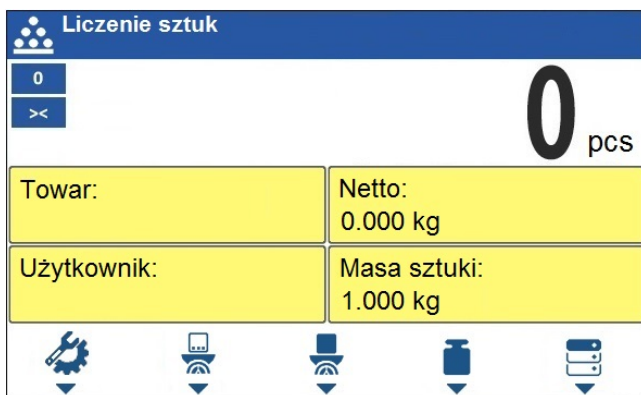 Liczenie sztuk
0
><
0 pcs
Towar:
Netto:
0.000 kg
Użytkownik:
Masa sztuki:
1.000 kg